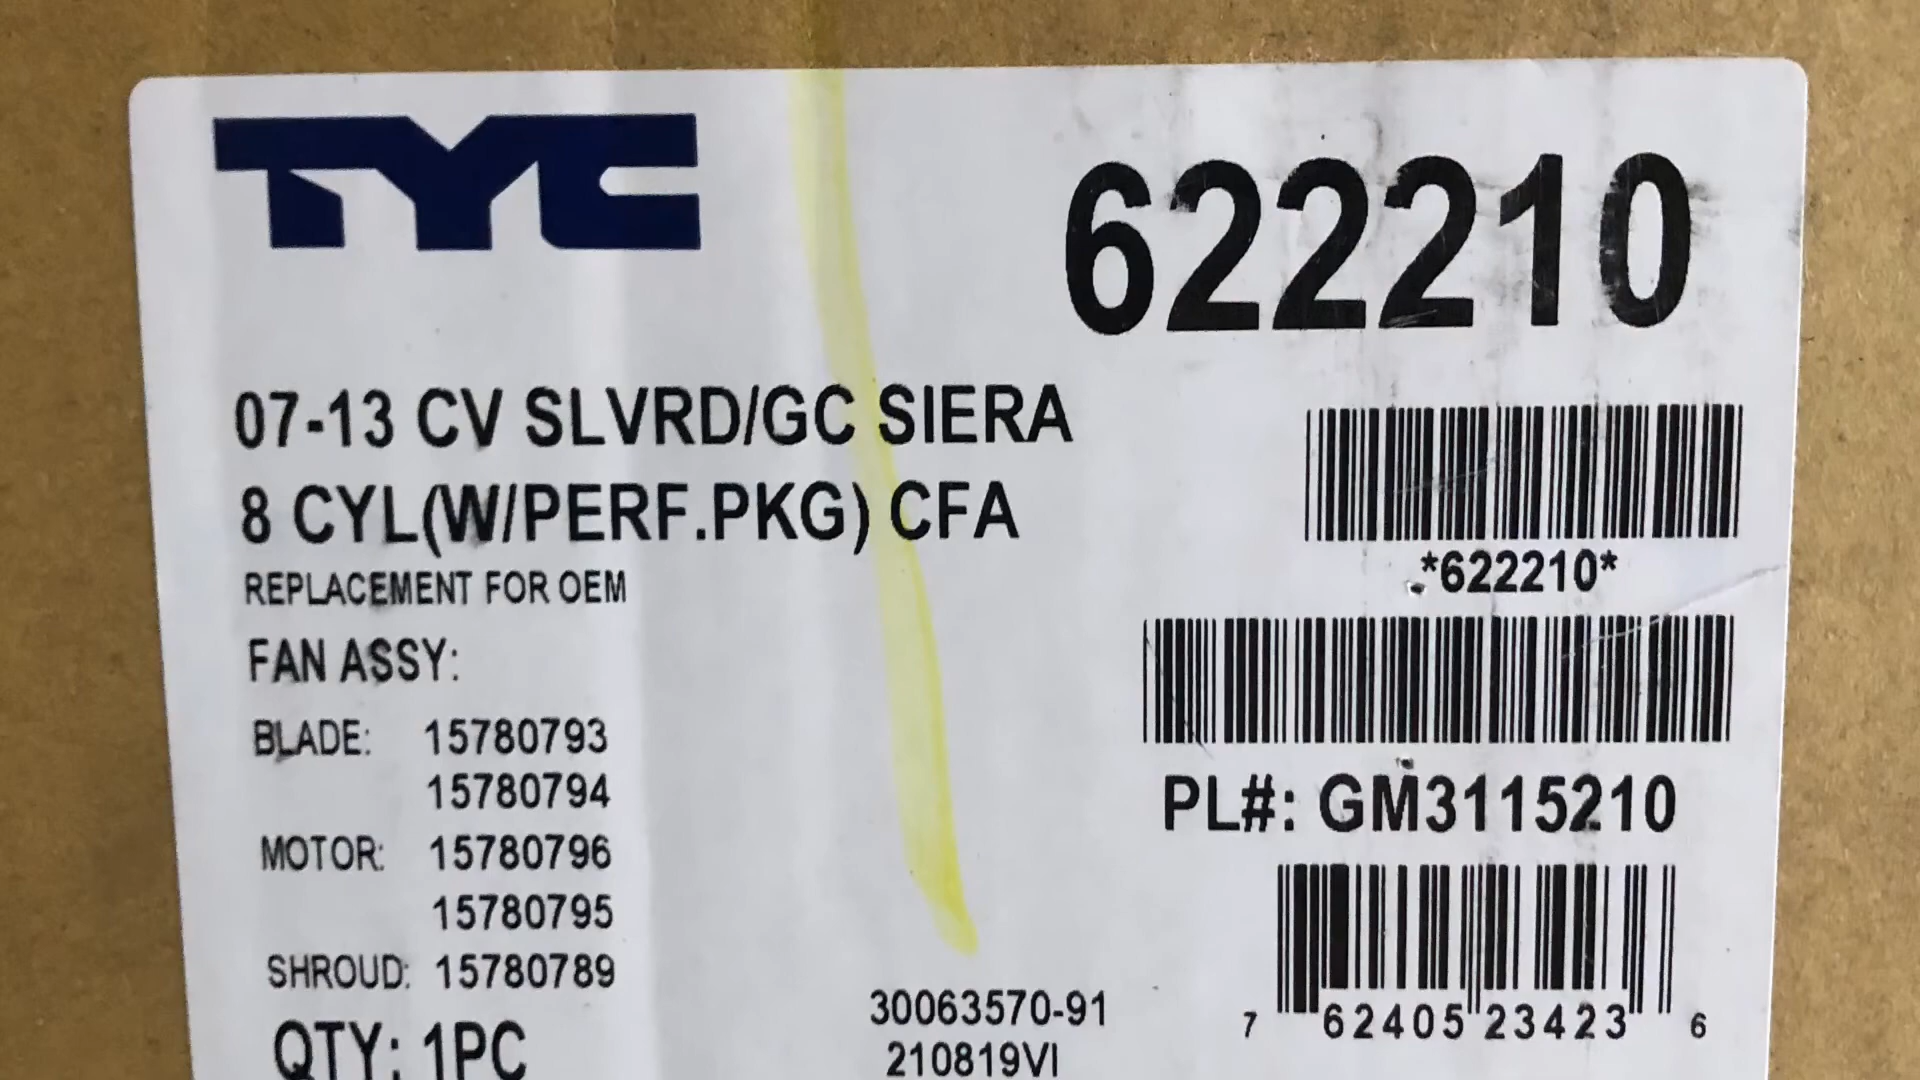 TYC
622210
07-13 CV SLVRD/GC SIERA
8 CYL(W/PERF.PKG) CFA
REPLACEMENT FOR OEM
FAN ASSY:
BLADE: 15780793
15780794
MOTOR: 15780796
15780795
SHROUD: 15780789
QTY: 1PC
*622210*
PL#: GM3115210
7 62405 23423 6
30063570-91
210819VI